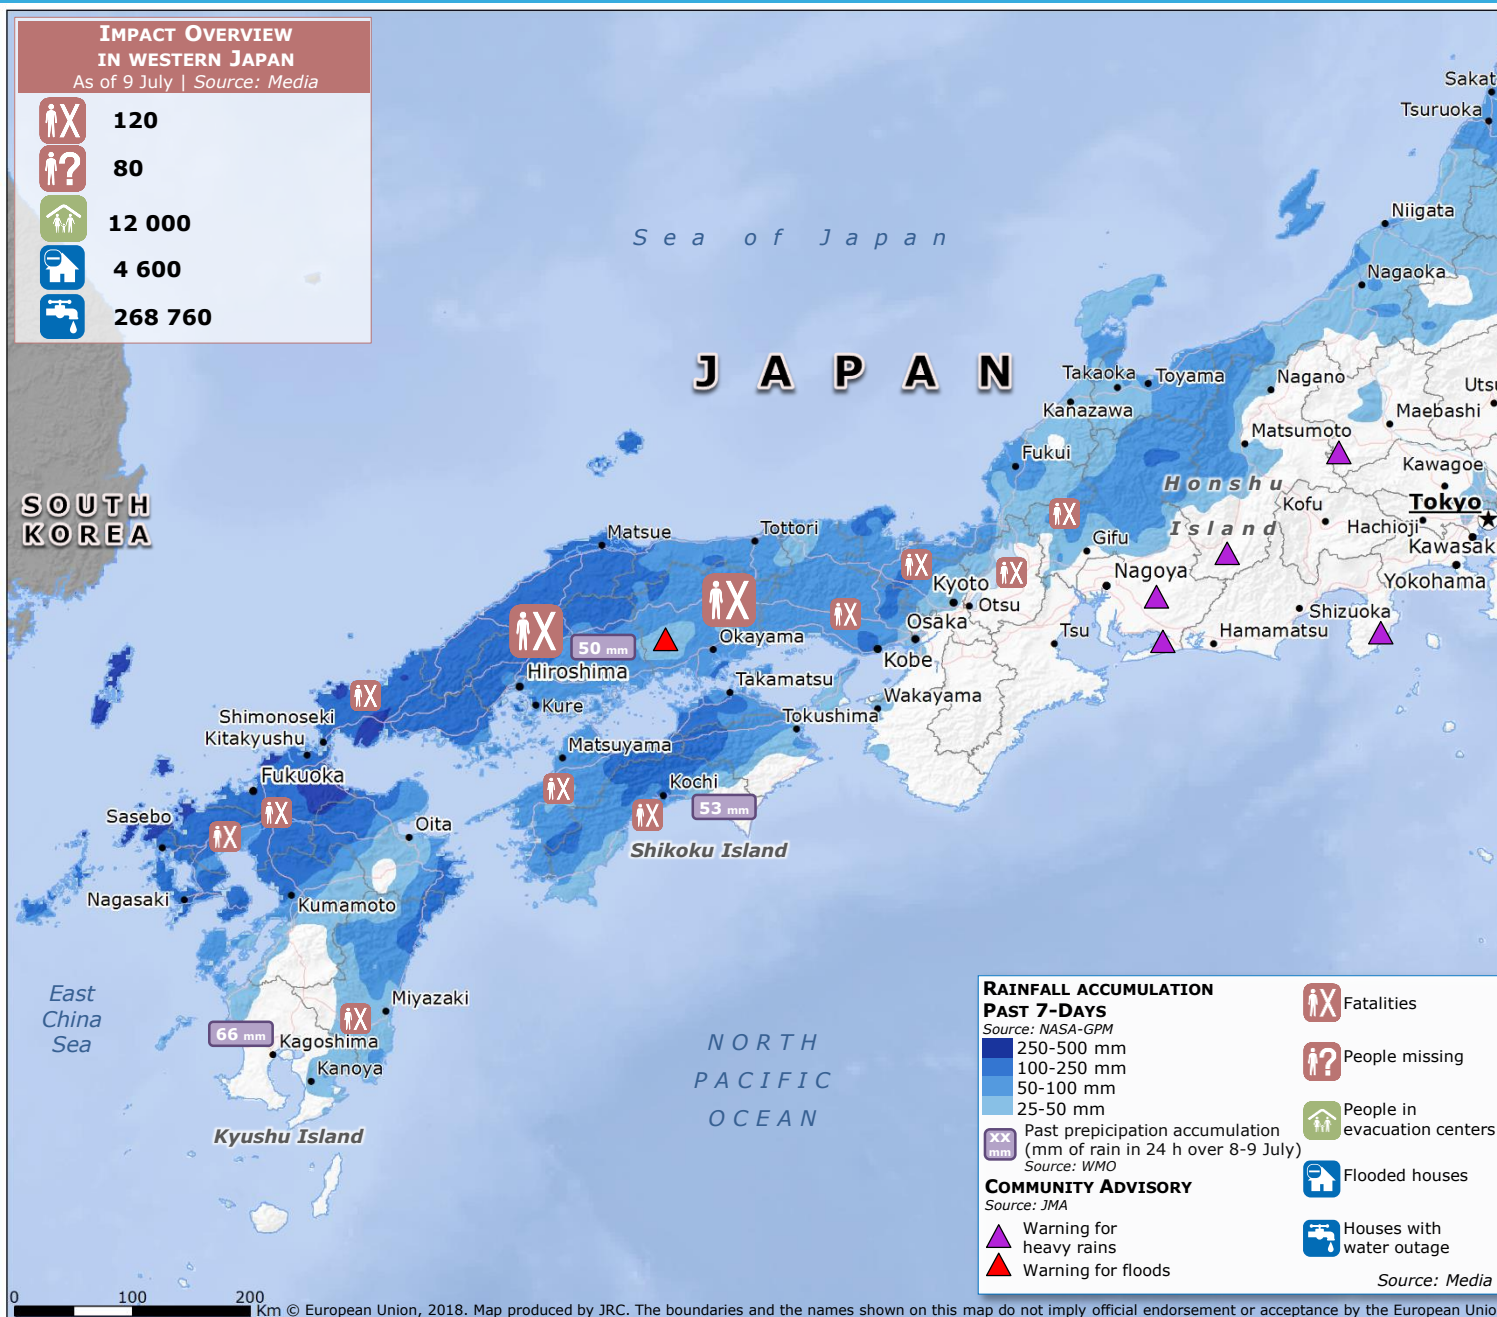 IMPACT OVERVIEW
IN WESTERN JAPAN
As of 9 July | Source: Media
120
80
12 000
4 600
268 760
Sakat
Tsuruoka
Niigata
Sea of Japan
Nagaoka
JAPAN
Takaoka
Toyama
Nagano
Utsu
Kanazawa
Maebashi
Matsumoto
Fukui
Kawagoe
Honshu
Island
SOUTH
KOREA
Kofu
Tokyo
Hachioji
Matsue
Tottori
Gifu
Kawasak
Nagoya
Yokohama
Kyoto
Otsu
Osaka
Shizuoka
Tsu
Hamamatsu
50 mm
Okayama
Kobe
Hiroshima
Takamatsu
Wakayama
Kure
Tokushima
Shimonoseki
Kitakyushu
Matsuyama
Fukuoka
Kochi
53 mm
Sasebo
Oita
Shikoku Island
Nagasaki
Kumamoto
East
China
Sea
Miyazaki
66 mm
Kagoshima
Kanoya
NORTH
PACIFIC
OCEAN
Kyushu Island
RAINFALL ACCUMULATION
PAST 7-DAYS
Source: NASA-GPM
250-500 mm
100-250 mm
50-100 mm
25-50 mm
xx
mm
Past prepicipation accumulation
(mm of rain in 24 h over 8-9 July)
Source: WMO
COMMUNITY ADVISORY
Source: JMA
Warning for
heavy rains
Warning for floods
Fatalities
People missing
People in
evacuation centers
Flooded houses
Houses with
water outage
Source: Media
0 100 200
Km © European Union, 2018. Map produced by JRC. The boundaries and the names shown on this map do not imply official endorsement or acceptance by the European Unio